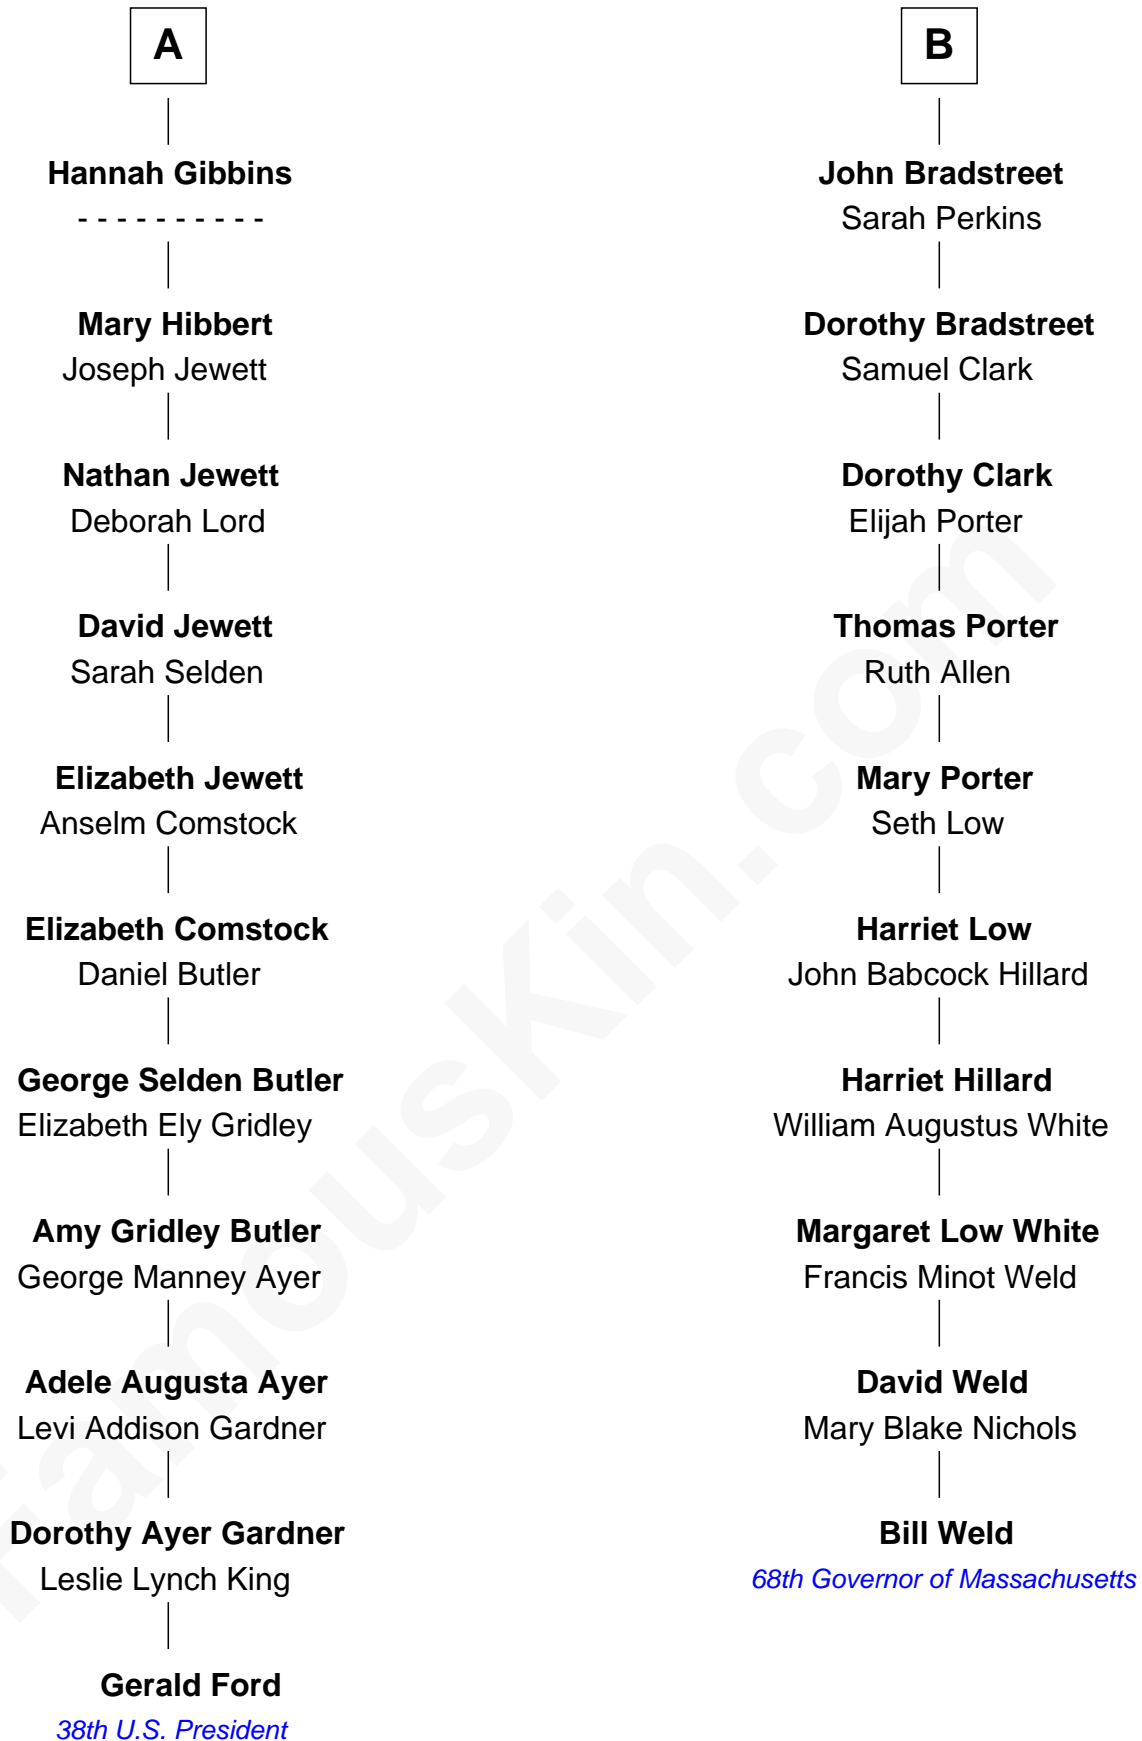 A
Hannah Gibbins
- - - - - - - - - -
Mary Hibbert
Joseph Jewett
Nathan Jewett
Deborah Lord
David Jewett
Sarah Selden
Elizabeth Jewett
Anselm Comstock
Elizabeth Comstock
Daniel Butler
George Selden Butler
Elizabeth Ely Gridley
Amy Gridley Butler
George Manney Ayer
Adele Augusta Ayer
Levi Addison Gardner
Dorothy Ayer Gardner
Leslie Lynch King
Gerald Ford
38th U.S. President
B
John Bradstreet
Sarah Perkins
Dorothy Bradstreet
Samuel Clark
Dorothy Clark
Elijah Porter
Thomas Porter
Ruth Allen
Mary Porter
Seth Low
Harriet Low
John Babcock Hillard
Harriet Hillard
William Augustus White
Margaret Low White
Francis Minot Weld
David Weld
Mary Blake Nichols
Bill Weld
68th Governor of Massachusetts
FamousKin.com